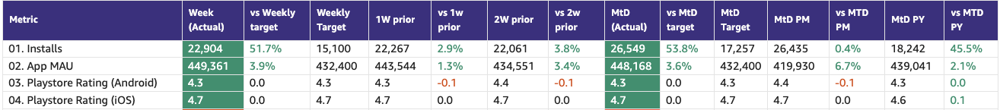 Metric Week (Actual) vs Weekly target Weekly Target 1W prior vs 1w prior 2W prior vs 2w prior MtD (Actual) vs MtD target MtD Target MtD PM vs MTD PM MtD PY vs MTD PY
01. Installs 22,904 51.7% 15,100 22,267 2.9% 22,061 3.8% 26,549 53.8% 17,257 26,435 0.4% 18,242 45.5%
02. App MAU 449,361 3.9% 432,400 443,544 1.3% 434,551 3.4% 448,168 3.6% 432,400 419,930 6.7% 439,041 2.1%
03. Playstore Rating (Android) 4.3 0.0 4.3 4.3 -0.1 4.4 -0.1 4.3 0.0 4.3 4.4 -0.1 4.3 0.0
04. Playstore Rating (iOS) 4.7 0.0 4.7 4.7 0.0 4.7 0.0 4.7 0.0 4.7 4.7 0.0 4.6 0.1